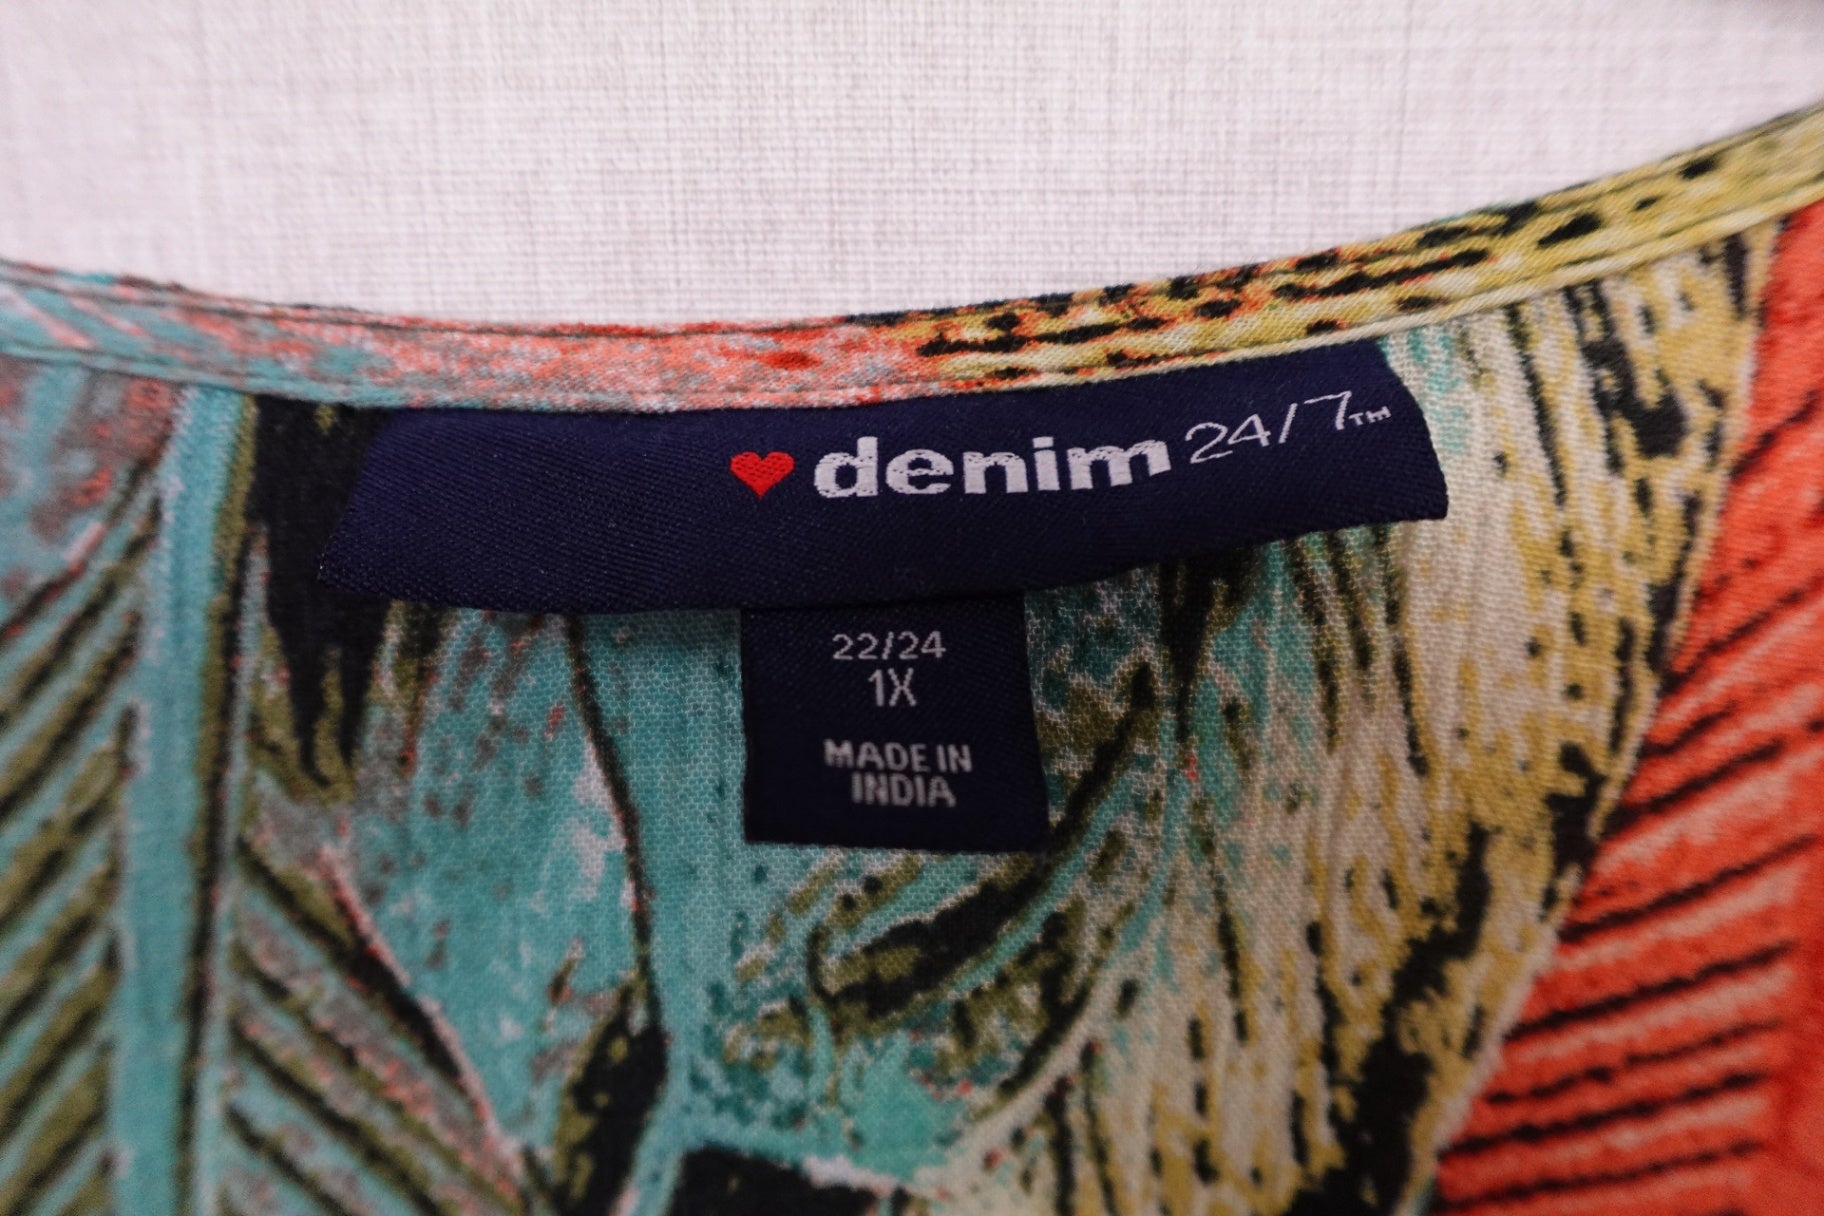 denim 24/7™
22/24
1X
MADE IN
INDIA